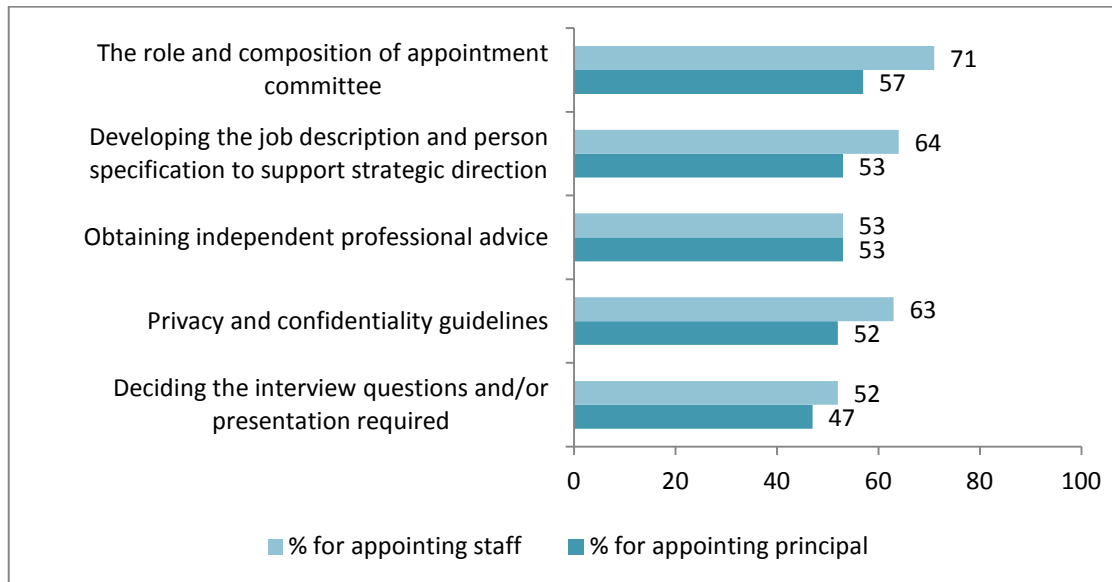 The role and composition of appointment
committee
71
57
Developing the job description and person
specification to support strategic direction
64
53
Obtaining independent professional advice
53
53
Privacy and confidentiality guidelines
63
52
Deciding the interview questions and/or
presentation required
52
47
0 20 40 60 80 100
% for appointing staff % for appointing principal